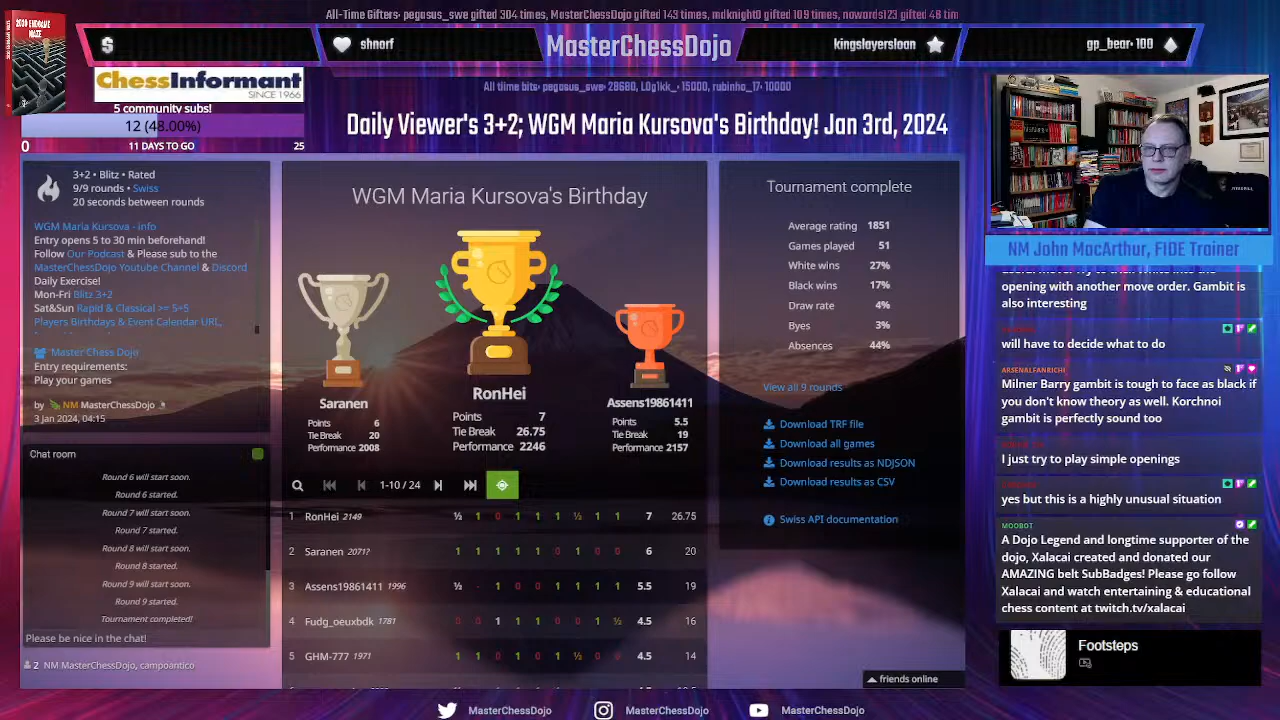 All-Time Gifters• pegasus_swe gifted 304 times, MasterChessDojo gifted 143 times, mdknight0 gifted 109 times, nowards123 gifted 48 tim
$
shnorf
MasterChessDojo
kingslayersloan
gp_bear• 100
2020 ENDGAME
ChessInformant
SINCE 1966
All time bits• pegasus_swe• 28680, L0g1kk_• 15000, rubinho_17• 10000
5 community subs!
12 (48.00%)
0
11 DAYS TO GO
25
Daily Viewer's 3+2; WGM Maria Kursova's Birthday! Jan 3rd, 2024
3+2 • Blitz • Rated
9/9 rounds • Swiss
20 seconds between rounds
WGM Maria Kursova - info
Entry opens 5 to 30 min beforehand!
Follow Our Podcast & Please sub to the
MasterChessDojo Youtube Channel & Discord
Daily Exercise!
Mon-Fri Blitz 3+2
Sat&Sun Rapid & Classical >= 5+5
Players Birthdays & Event Calendar URL,
Master Chess Dojo
Entry requirements:
Play your games
by NM MasterChessDojo
3 Jan 2024, 04:15
Chat room
Round 6 will start soon.
Round 6 started.
Round 7 will start soon.
Round 7 started.
Round 8 will start soon.
Round 8 started.
Round 9 will start soon.
Round 9 started.
Tournament completed!
Please be nice in the chat!
2 NM MasterChessDojo, campoantico
WGM Maria Kursova's Birthday
Saranen
Points 6
Tie Break 20
Performance 2008
RonHei
Points 7
Tie Break 26.75
Performance 2246
Assens19861411
Points 5.5
Tie Break 19
Performance 2157
1-10 / 24
1 RonHei 2149 ½ 1 0 1 1 1 ½ 1 1 7 26.75
2 Saranen 2071? 1 1 1 1 1 0 1 0 0 6 20
3 Assens19861411 1996 ½ - 1 0 0 1 1 1 1 5.5 19
4 Fudg_oeuxbdk 1781 0 0 1 1 1 0 0 1 ½ 4.5 16
5 GHM-777 1971 1 1 0 1 0 1 ½ 0 4.5 14
Tournament complete
Average rating 1851
Games played 51
White wins 27%
Black wins 17%
Draw rate 4%
Byes 3%
Absences 44%
View all 9 rounds
Download TRF file
Download all games
Download results as NDJSON
Download results as CSV
Swiss API documentation
friends online
NM John MacArthur, FIDE Trainer
opening with another move order. Gambit is
also interesting
will have to decide what to do
ARSENALFANRICHI
Milner Barry gambit is tough to face as black if
you don't know theory as well. Korchnoi
gambit is perfectly sound too
I just try to play simple openings
yes but this is a highly unusual situation
MOOBOT
A Dojo Legend and longtime supporter of the
dojo, Xalacai created and donated our
AMAZING belt SubBadges! Please go follow
Xalacai and watch entertaining & educational
chess content at twitch.tv/xalacai
Footsteps
MasterChessDojo
MasterChessDojo
MasterChessDojo